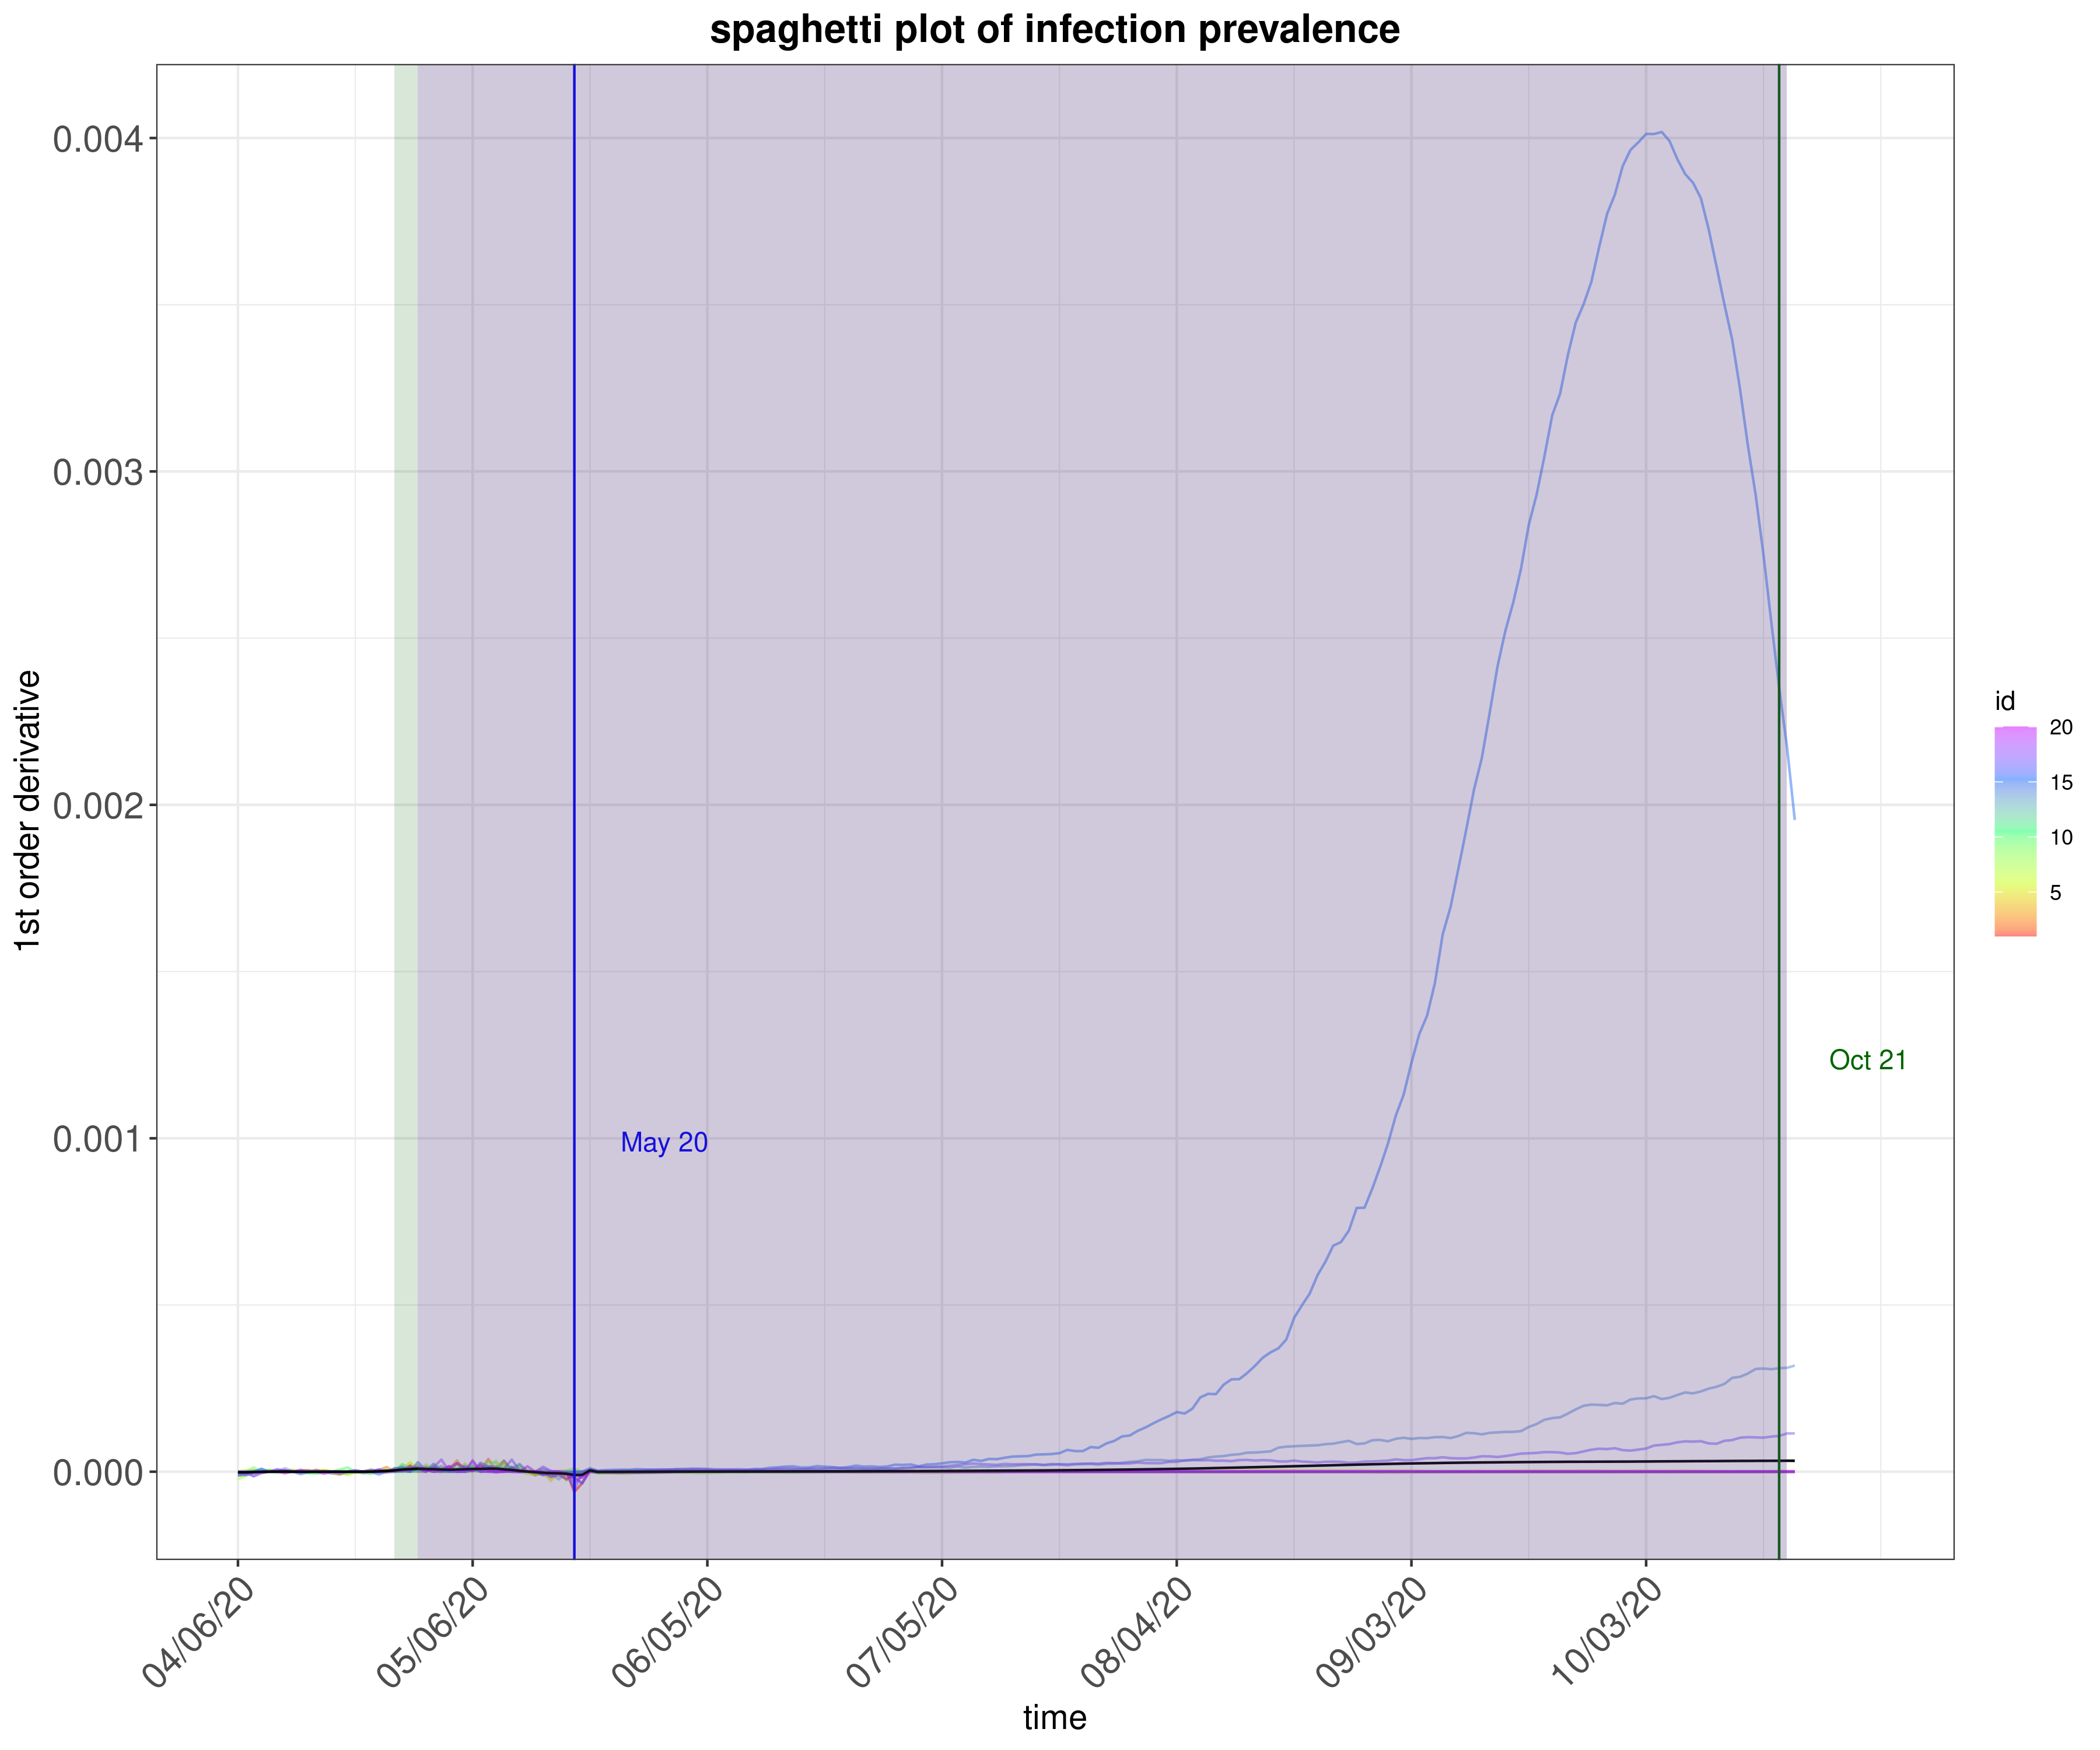 spaghetti plot of infection prevalence
0.004
0.003
0.002
0.001
0.000
1st order derivative
May 20
Oct 21
id
20
15
10
5
04/06/20
05/06/20
06/05/20
07/05/20
08/04/20
09/03/20
10/03/20
time